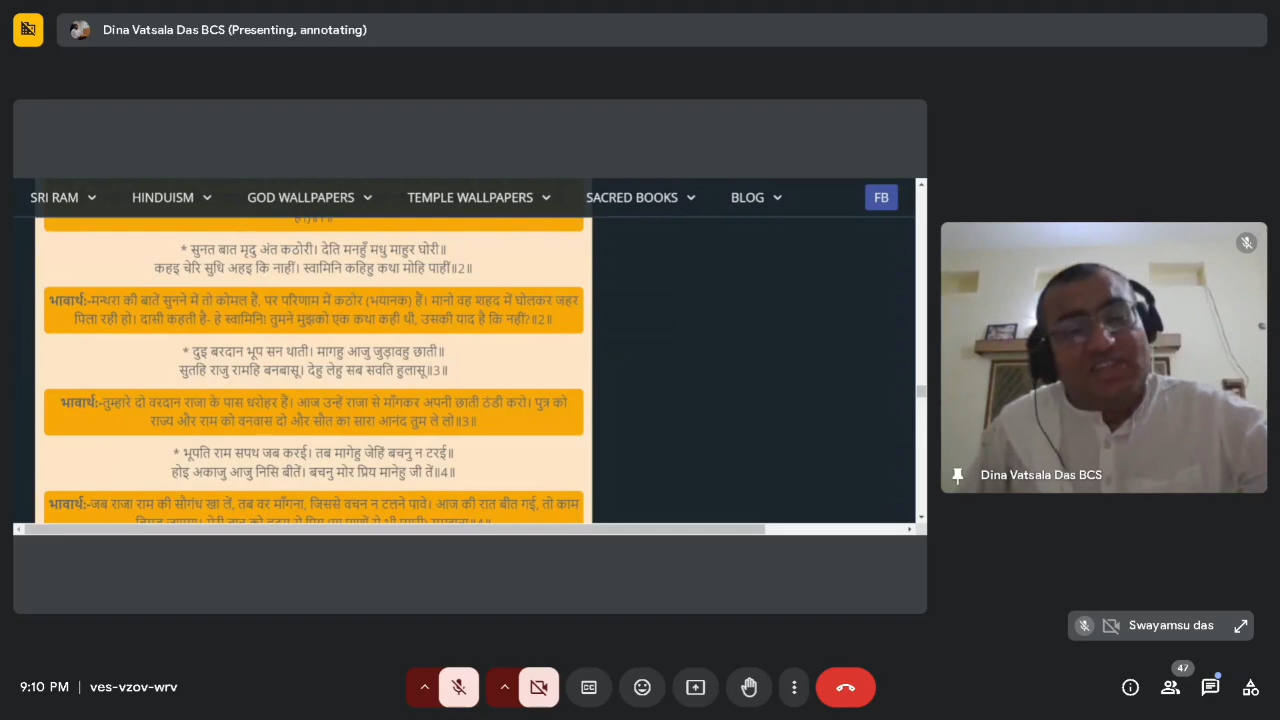 Dina Vatsala Das BCS (Presenting, annotating)
SRI RAM HINDUISM GOD WALLPAPERS TEMPLE WALLPAPERS SACRED BOOKS BLOG FB
* सुनत बात मृदु अंत कठोरी। देति मनहुँ मधु माहुर घोरी॥
कहइ चेरि सुधि अहइ कि नाहीं। स्वामिनि कहिहु कथा मोहि पाहीं॥2॥
भावार्थ:-मन्थरा की बातें सुनने में तो कोमल हैं, पर परिणाम में कठोर (भयानक) हैं। मानो वह शहद में घोलकर जहर
पिला रही हो। दासी कहती है- हे स्वामिनि! तुमने मुझको एक कथा कही थी, उसकी याद है कि नहीं?॥2॥
* दुइ बरदान भूप सन थाती। मागहु आजु जुड़ावहु छाती॥
सुतहि राजु रामहि बनबासू। देहु लेहु सब सवति हुलासू॥3॥
भावार्थ:-तुम्हारे दो वरदान राजा के पास धरोहर हैं। आज उन्हें राजा से माँगकर अपनी छाती ठंडी करो। पुत्र को
राज्य और राम को वनवास दो और सौत का सारा आनंद तुम ले लो॥3॥
* भूपति राम सपथ जब करई। तब मागेहु जेहिं बचनु न टरई॥
होइ अकाजु आजु निसि बीतें। बचनु मोर प्रिय मानेहु जी तें॥4॥
भावार्थ:-जब राजा राम की सौगंध खा लें, तब वर माँगना, जिससे वचन न टलने पावे। आज की रात बीत गई, तो काम
Dina Vatsala Das BCS
Swayamsu das
47
9:10 PM | ves-vzov-wrv